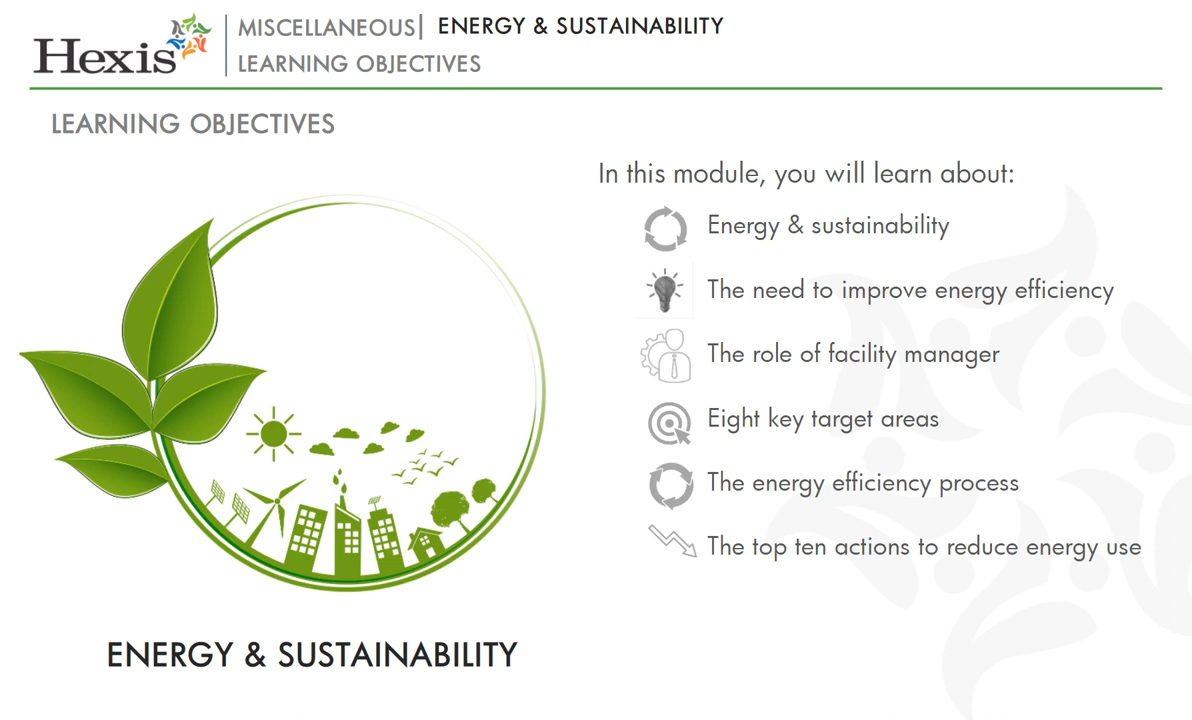 Hexis
MISCELLANEOUS| ENERGY & SUSTAINABILITY
LEARNING OBJECTIVES
LEARNING OBJECTIVES
In this module, you will learn about:
Energy & sustainability
The need to improve energy efficiency
The role of facility manager
Eight key target areas
The energy efficiency process
The top ten actions to reduce energy use
ENERGY & SUSTAINABILITY